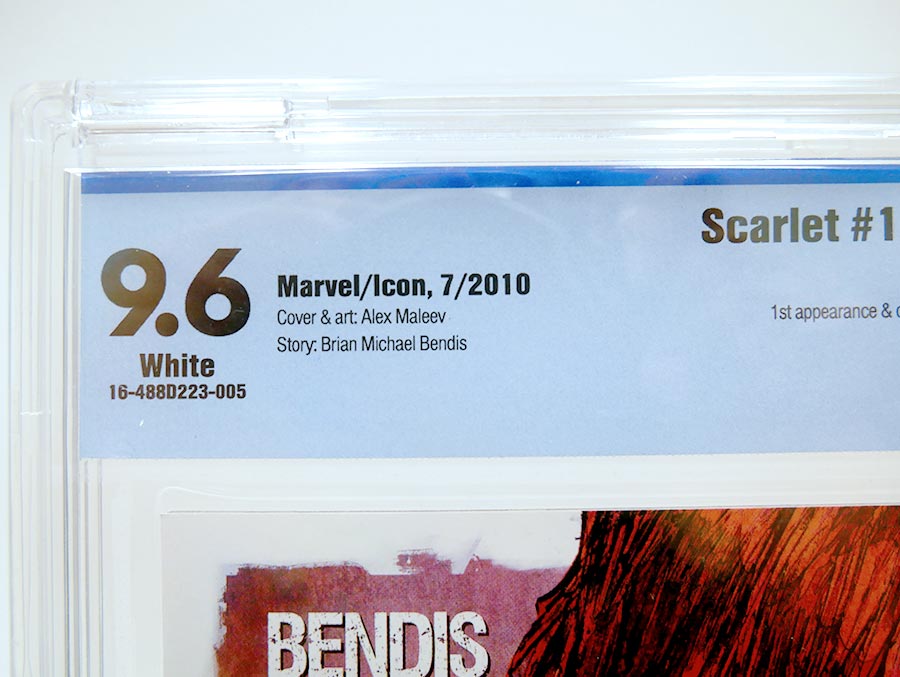 Scarlet #1
9.6
White
16-488D223-005
Marvel/Icon, 7/2010
Cover & art: Alex Maleev
Story: Brian Michael Bendis
1st appearance &
BENDIS